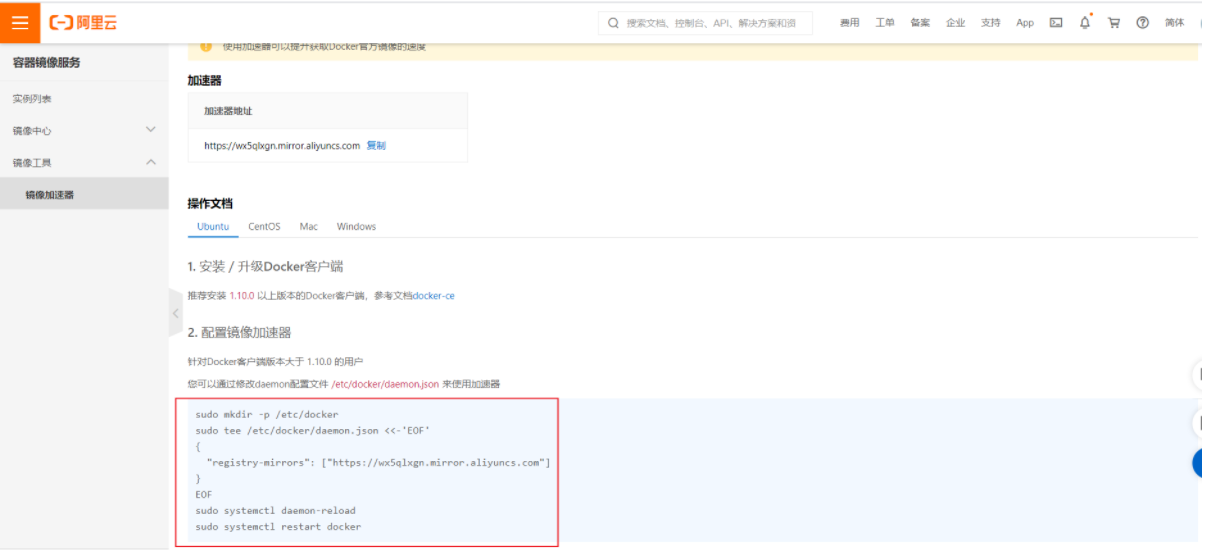 阿里云
搜索文档、控制台、API、解决方案和资
费用 工单 备案 企业 支持 App 简体
容器镜像服务
实例列表
镜像中心
镜像工具
镜像加速器
使用加速器可以提升获取Docker官方镜像的速度
加速器
加速器地址
https://wx5qlxgn.mirror.aliyuncs.com 复制
操作文档
Ubuntu CentOS Mac Windows
1. 安装 / 升级Docker客户端
推荐安装 1.10.0 以上版本的Docker客户端，参考文档docker-ce
2. 配置镜像加速器
针对Docker客户端版本大于 1.10.0 的用户
您可以通过修改daemon配置文件 /etc/docker/daemon.json 来使用加速器
sudo mkdir -p /etc/docker
sudo tee /etc/docker/daemon.json <<-'EOF'
{
"registry-mirrors": ["https://wx5qlxgn.mirror.aliyuncs.com"]
}
EOF
sudo systemctl daemon-reload
sudo systemctl restart docker